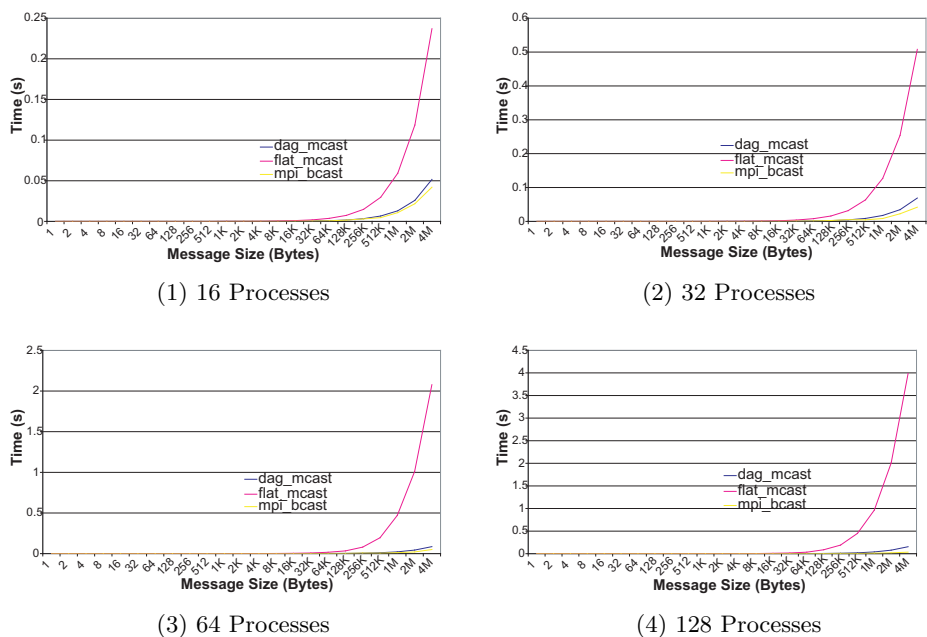 0.25
0.2
0.15
0.1
0.05
0
Time (s)
dag_mcast
flat_mcast
mpi_bcast
1 2 4 8 16 32 64 128 256 512 1K 2K 4K 8K 16K 32K 64K 128K 256K 512K 1M 2M 4M
Message Size (Bytes)
(1) 16 Processes
0.6
0.5
0.4
0.3
0.2
0.1
0
Time (s)
dag_mcast
flat_mcast
mpi_bcast
1 2 4 8 16 32 64 128 256 512 1K 2K 4K 8K 16K 32K 64K 128K 256K 512K 1M 2M 4M
Message Size (Bytes)
(2) 32 Processes
2.5
2
1.5
1
0.5
0
Time (s)
dag_mcast
flat_mcast
mpi_bcast
1 2 4 8 16 32 64 128 256 512 1K 2K 4K 8K 16K 32K 64K 128K 256K 512K 1M 2M 4M
Message Size (Bytes)
(3) 64 Processes
4.5
4
3.5
3
2.5
2
1.5
1
0.5
0
Time (s)
dag_mcast
flat_mcast
mpi_bcast
1 2 4 8 16 32 64 128 256 512 1K 2K 4K 8K 16K 32K 64K 128K 256K 512K 1M 2M 4M
Message Size (Bytes)
(4) 128 Processes